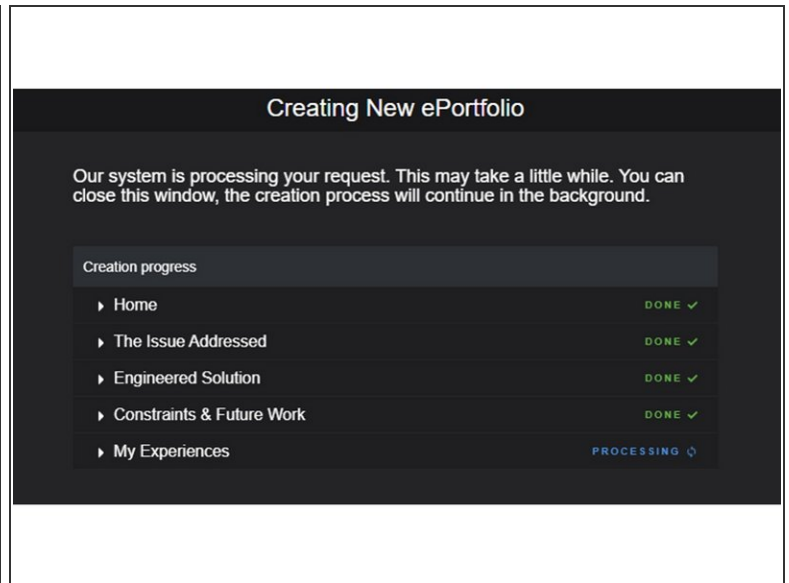 Creating New ePortfolio
Our system is processing your request. This may take a little while. You can
close this window, the creation process will continue in the background.
Creation progress
Home DONE
The Issue Addressed DONE
Engineered Solution DONE
Constraints & Future Work DONE
My Experiences PROCESSING